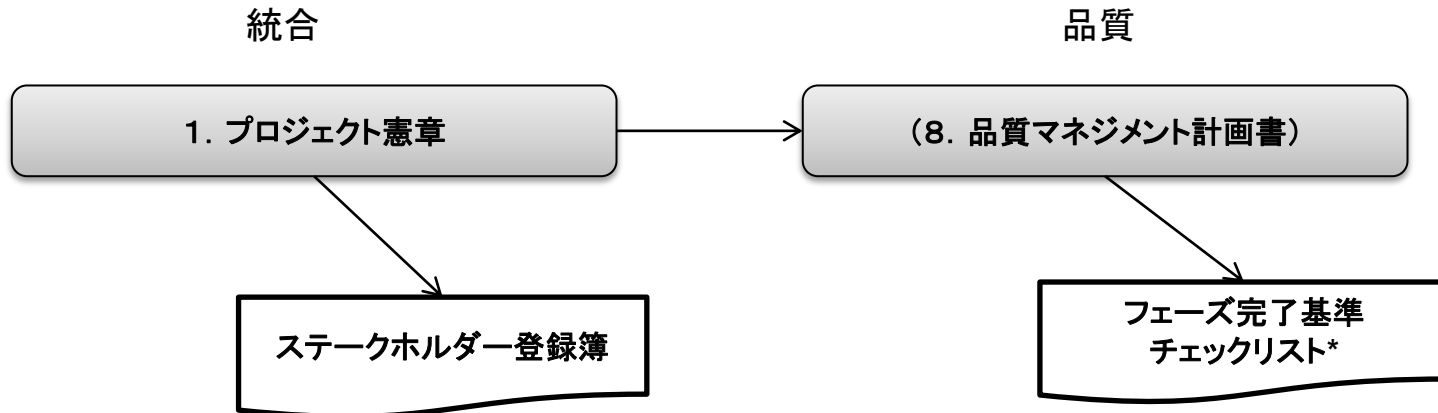 統合
品質
1．プロジェクト憲章
（8．品質マネジメント計画書）
ステークホルダー登録簿
フェーズ完了基準
チェックリスト*